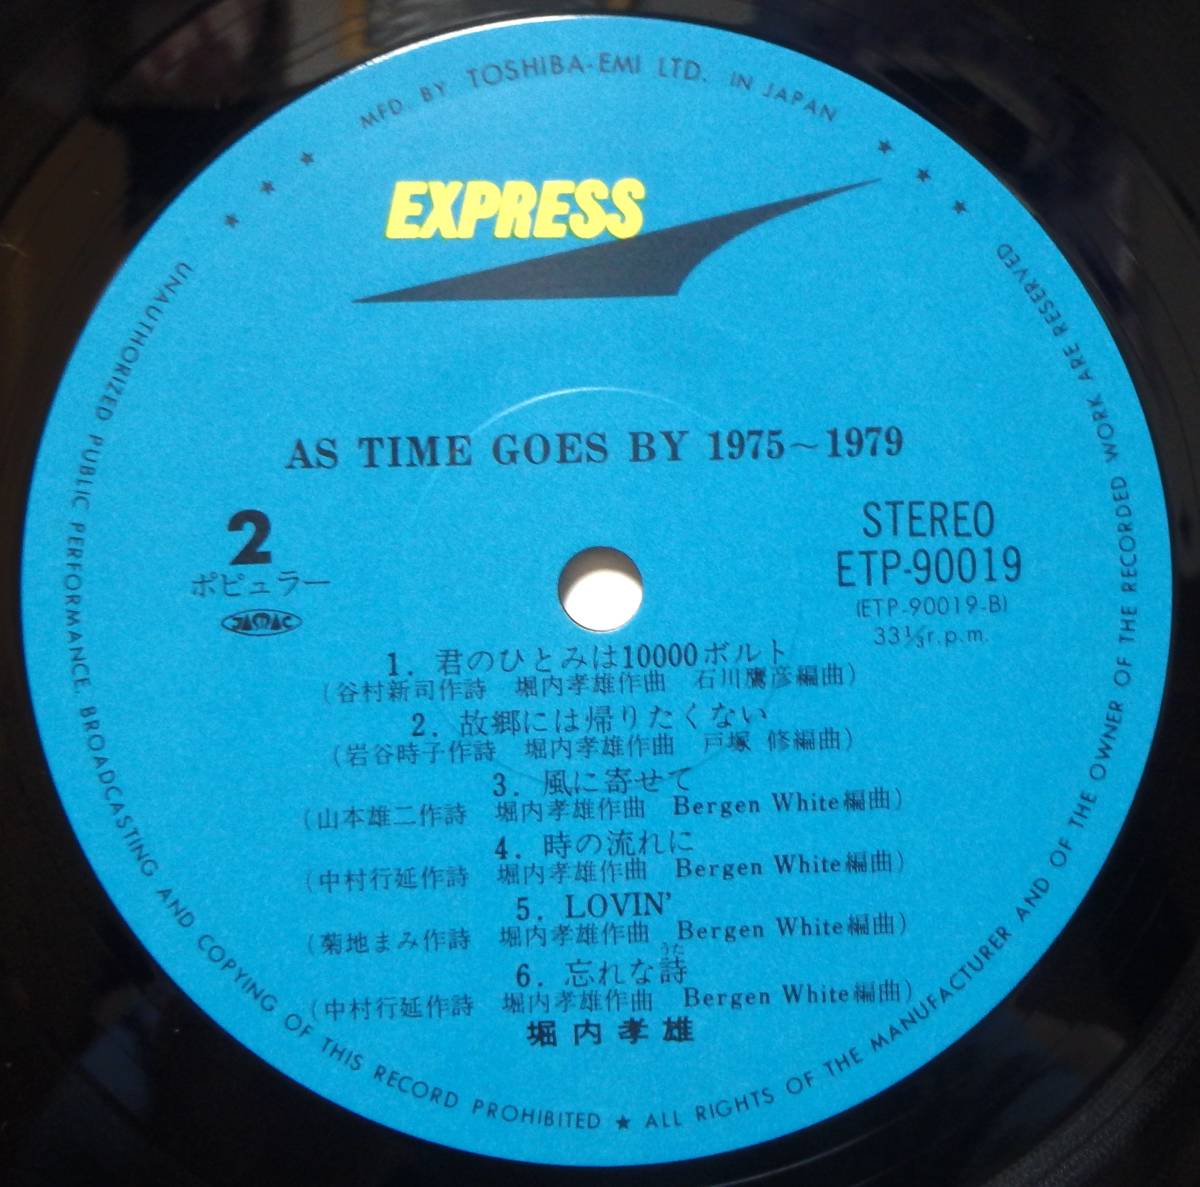 MFD. BY TOSHIBA-EMI LTD. IN JAPAN
EXPRESS
AS TIME GOES BY 1975～1979
2
ポピュラー
JAMAC
STEREO
ETP-90019
(ETP-90019-B)
33⅓r.p.m.
1. 君のひとみは10000ボルト
(谷村新司作詩 堀内孝雄作曲 石川鷹彦編曲)
2. 故郷には帰りたくない
(岩谷時子作詩 堀内孝雄作曲 戸塚 修編曲)
3. 風に寄せて
(山本雄二作詩 堀内孝雄作曲 Bergen White編曲)
4. 時の流れに
(中村行延作詩 堀内孝雄作曲 Bergen White編曲)
5. LOVIN'
(菊地まみ作詩 堀内孝雄作曲 Bergen White編曲)
うた
6. 忘れな詩
(中村行延作詩 堀内孝雄作曲 Bergen White編曲)
堀内孝雄
UNAUTHORIZED PUBLIC PERFORMANCE, BROADCASTING AND COPYING OF THIS RECORD PROHIBITED ★ ALL RIGHTS OF THE MANUFACTURER AND OF THE OWNER OF THE RECORDED WORK ARE RESERVED